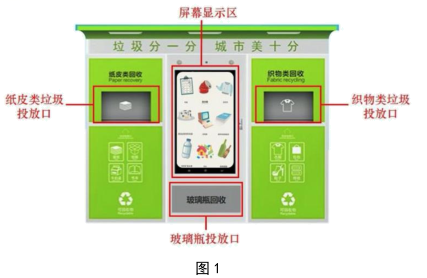 屏幕显示区
垃圾分一分 城市美十分
纸皮类回收
Paper recovery
织物类回收
Fabric recycling
纸皮类垃圾
投放口
织物类垃圾
投放口
玻璃瓶回收
玻璃瓶投放口
图1